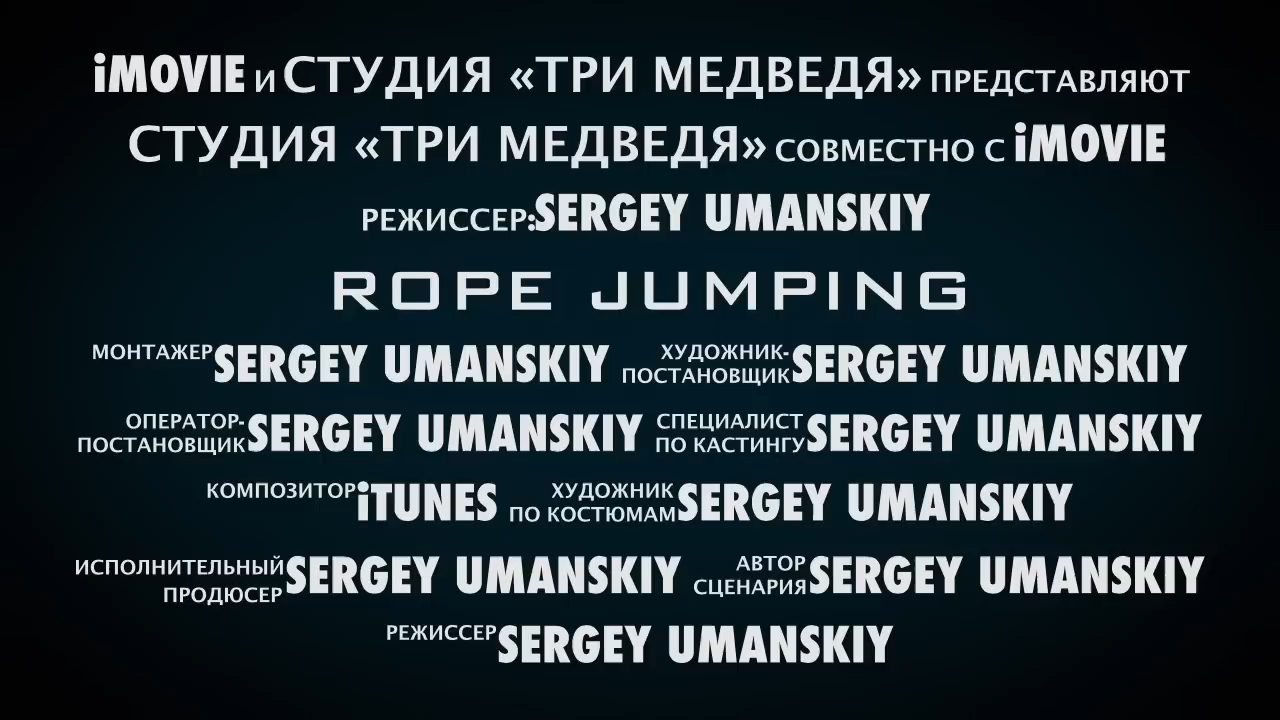 iMOVIE И СТУДИЯ «ТРИ МЕДВЕДЯ» ПРЕДСТАВЛЯЮТ
СТУДИЯ «ТРИ МЕДВЕДЯ» СОВМЕСТНО С iMOVIE
РЕЖИССЕР:SERGEY UMANSKIY
ROPE JUMPING
МОНТАЖЕР SERGEY UMANSKIY ХУДОЖНИК-ПОСТАНОВЩИК SERGEY UMANSKIY
ОПЕРАТОР-ПОСТАНОВЩИК SERGEY UMANSKIY СПЕЦИАЛИСТ ПО КАСТИНГУ SERGEY UMANSKIY
КОМПОЗИТОР iTUNES ХУДОЖНИК ПО КОСТЮМАМ SERGEY UMANSKIY
ИСПОЛНИТЕЛЬНЫЙ ПРОДЮСЕР SERGEY UMANSKIY АВТОР СЦЕНАРИЯ SERGEY UMANSKIY
РЕЖИССЕР SERGEY UMANSKIY